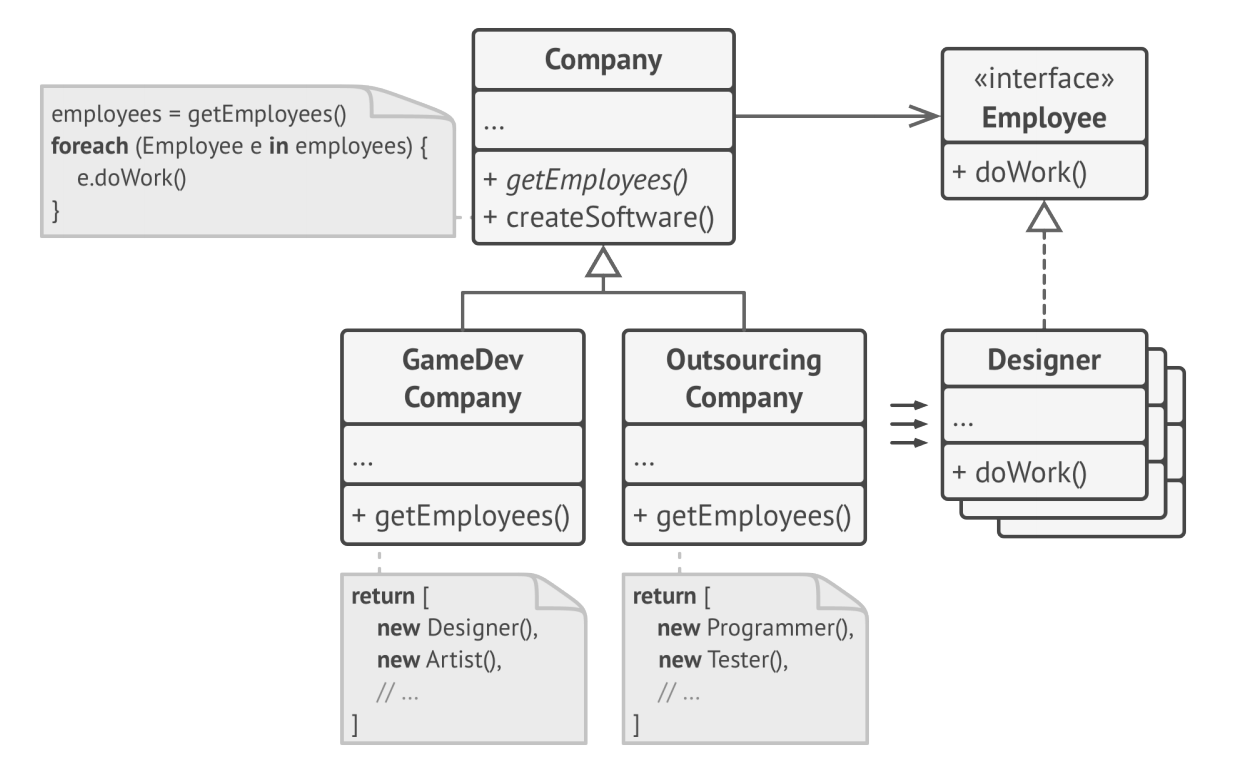 Company
...
+ getEmployees()
+ createSoftware()
employees = getEmployees()
foreach (Employee e in employees) {
e.doWork()
}
«interface»
Employee
+ doWork()
GameDev
Company
...
+ getEmployees()
Outsourcing
Company
...
+ getEmployees()
Designer
...
+ doWork()
return [
new Designer(),
new Artist(),
// ...
]
return [
new Programmer(),
new Tester(),
// ...
]